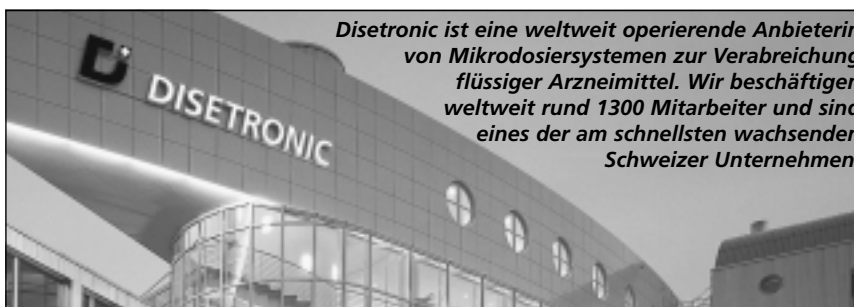 Disetronic ist eine weltweit operierende Anbieterin
von Mikrodosiersystemen zur Verabreichung
flüssiger Arzneimittel. Wir beschäftigen
weltweit rund 1300 Mitarbeiter und sind
eines der am schnellsten wachsenden
Schweizer Unternehmen
DISETRONIC